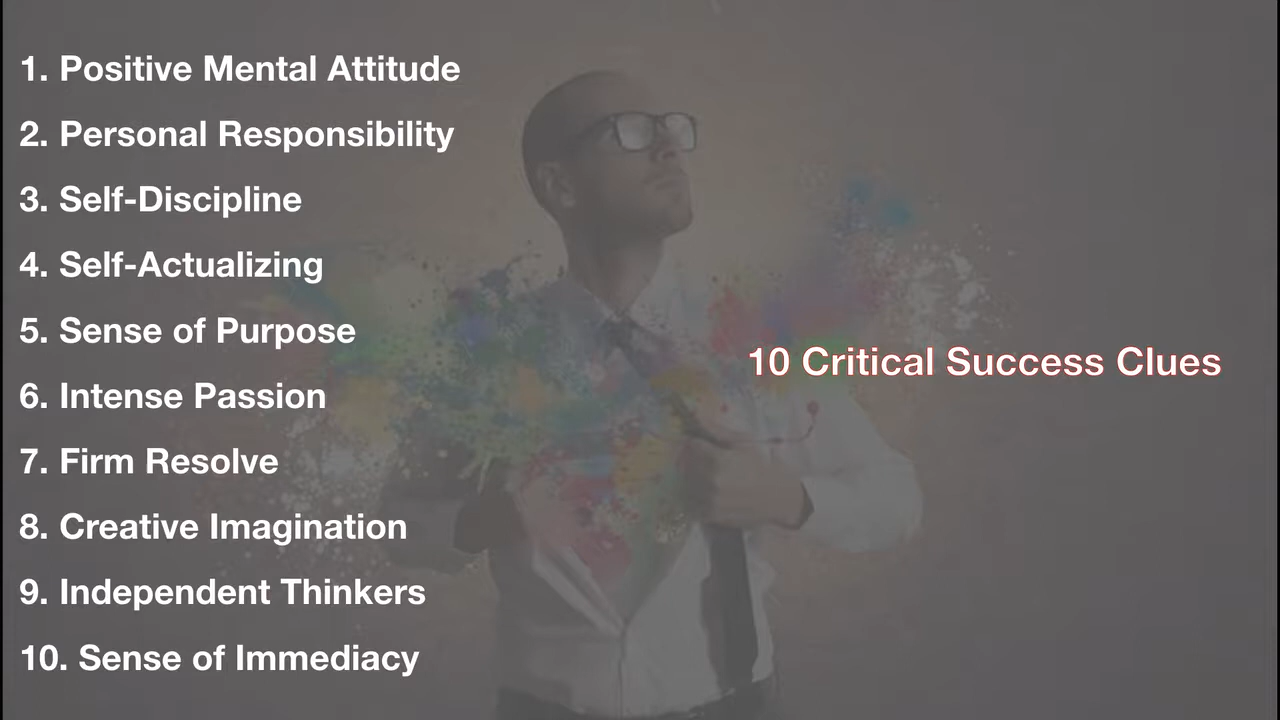 1. Positive Mental Attitude
2. Personal Responsibility
3. Self-Discipline
4. Self-Actualizing
5. Sense of Purpose
6. Intense Passion
7. Firm Resolve
8. Creative Imagination
9. Independent Thinkers
10. Sense of Immediacy
10 Critical Success Clues